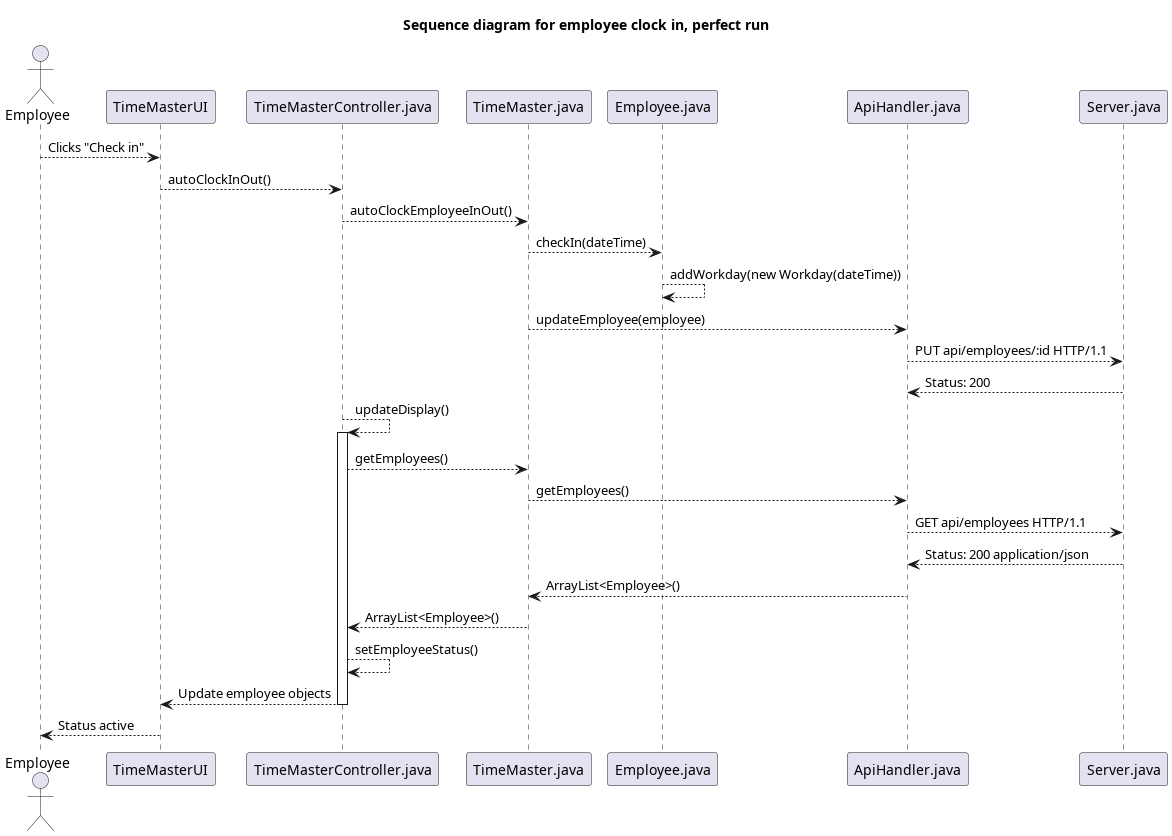 Sequence diagram for employee clock in, perfect run
Employee
TimeMasterUI
TimeMasterController.java
TimeMaster.java
Employee.java
ApiHandler.java
Server.java
Clicks "Check in"
autoClockInOut()
autoClockEmployeeInOut()
checkIn(dateTime)
addWorkday(new Workday(dateTime))
updateEmployee(employee)
PUT api/employees/:id HTTP/1.1
Status: 200
updateDisplay()
getEmployees()
getEmployees()
GET api/employees HTTP/1.1
Status: 200 application/json
ArrayList<Employee>()
ArrayList<Employee>()
setEmployeeStatus()
Update employee objects
Status active
Employee
TimeMasterUI
TimeMasterController.java
TimeMaster.java
Employee.java
ApiHandler.java
Server.java